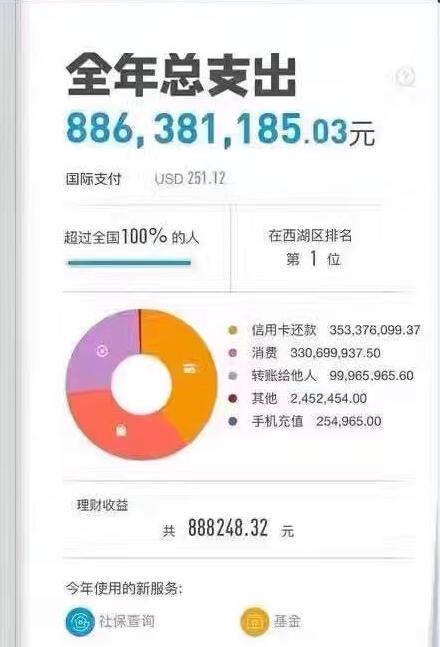 全年总支出
886,381,185.03元
国际支付 USD 251.12
超过全国100% 的人
在西湖区排名
第 1 位
信用卡还款 353,376,099.37
消费 330,699,937.50
转账给他人 99,965,965.60
其他 2,452,454.00
手机充值 254,965.00
理财收益
共 888248.32 元
今年使用的新服务:
社保查询 基金